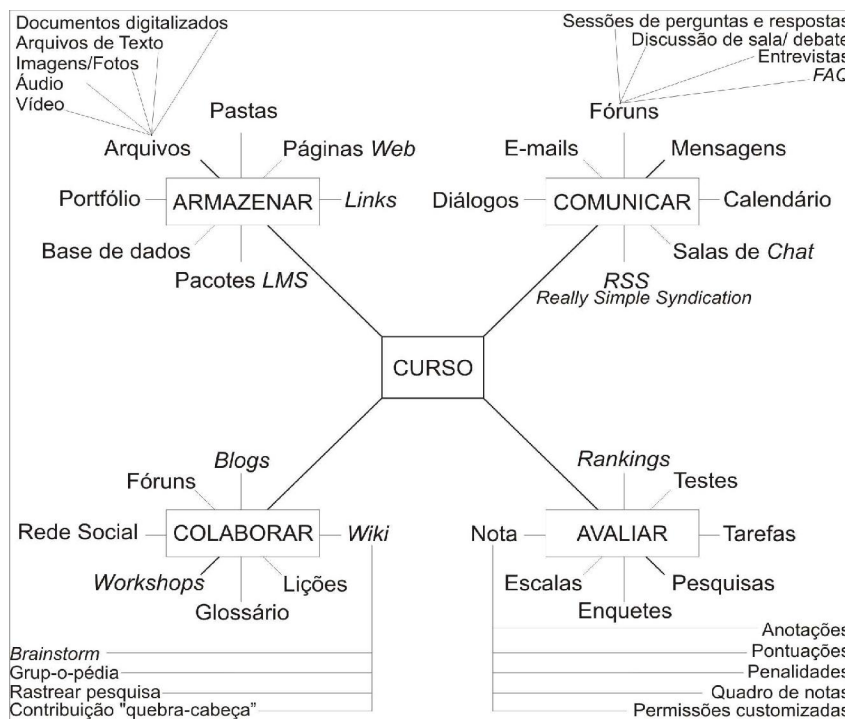 Documentos digitalizados
Arquivos de Texto
Imagens/Fotos
Áudio
Vídeo
Arquivos
Pastas
Páginas Web
Portfólio
ARMAZENAR
Links
Base de dados
Pacotes LMS
Sessões de perguntas e respostas
Discussão de sala/ debate
Entrevistas
FAQ
Fóruns
E-mails
Mensagens
Diálogos
COMUNICAR
Calendário
Salas de Chat
RSS
Really Simple Syndication
CURSO
Blogs
Fóruns
Rede Social
COLABORAR
Wiki
Workshops
Lições
Glossário
Brainstorm
Grup-o-pédia
Rastrear pesquisa
Contribuição "quebra-cabeça”
Rankings
Testes
Nota
AVALIAR
Tarefas
Escalas
Pesquisas
Enquetes
Anotações
Pontuações
Penalidades
Quadro de notas
Permissões customizadas